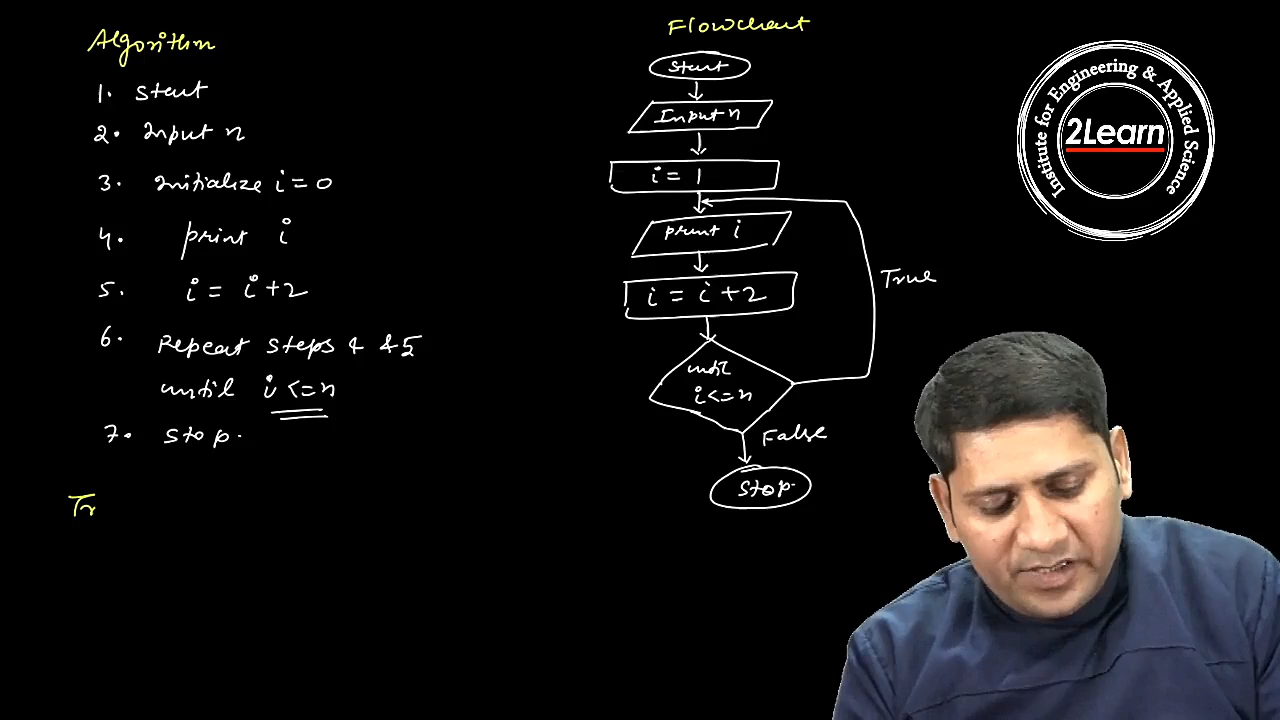 Algorithm
1. Start
2. Input n
3. Initialize i = 0
4. print i
5. i = i + 2
6. Repeat steps 4 & 5
until i <= n
7. Stop.
Tr
Flowchart
Start
Input n
i = 1
print i
i = i + 2
True
until
i <= n
False
Stop.
Institute for Engineering & Applied Science
2Learn